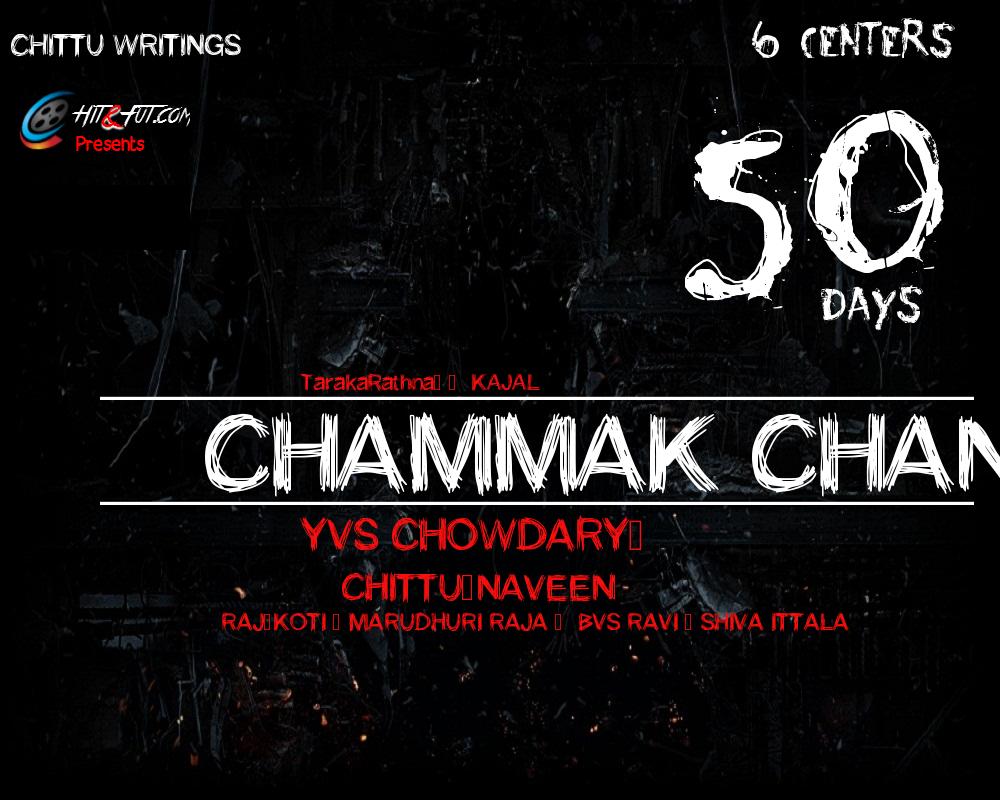 CHITTU WRITINGS
6 CENTERS
HIT&FUT.COM
Presents
50
DAYS
TarakaRathna KAJAL
CHAMMAK CHAN
YVS CHOWDARY
CHITTU NAVEEN
RAJ KOTI MARUDHURI RAJA BVS RAVI SHIVA ITTALA